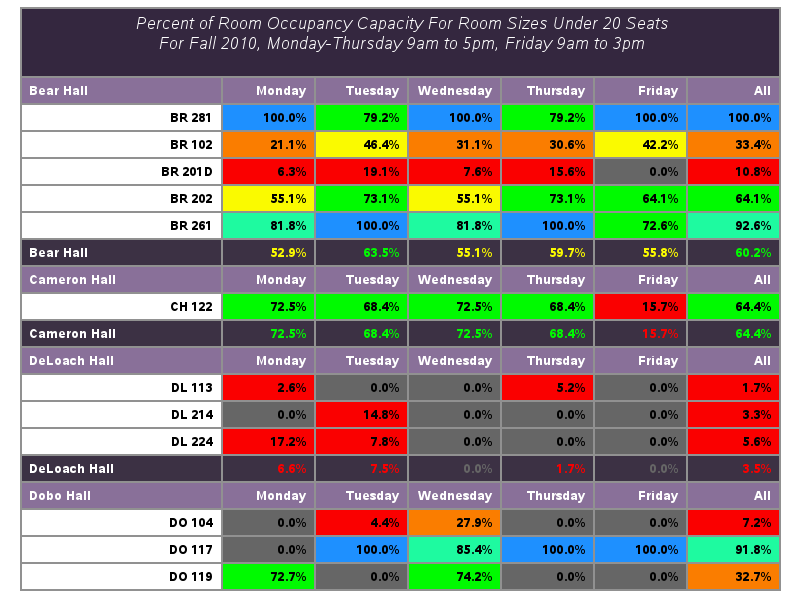 Percent of Room Occupancy Capacity For Room Sizes Under 20 Seats
For Fall 2010, Monday-Thursday 9am to 5pm, Friday 9am to 3pm
Bear Hall Monday Tuesday Wednesday Thursday Friday All
BR 281 100.0% 79.2% 100.0% 79.2% 100.0% 100.0%
BR 102 21.1% 46.4% 31.1% 30.6% 42.2% 33.4%
BR 201D 6.3% 19.1% 7.6% 15.6% 0.0% 10.8%
BR 202 55.1% 73.1% 55.1% 73.1% 64.1% 64.1%
BR 261 81.8% 100.0% 81.8% 100.0% 72.6% 92.6%
Bear Hall 52.9% 63.5% 55.1% 59.7% 55.8% 60.2%
Cameron Hall Monday Tuesday Wednesday Thursday Friday All
CH 122 72.5% 68.4% 72.5% 68.4% 15.7% 64.4%
Cameron Hall 72.5% 68.4% 72.5% 68.4% 15.7% 64.4%
DeLoach Hall Monday Tuesday Wednesday Thursday Friday All
DL 113 2.6% 0.0% 0.0% 5.2% 0.0% 1.7%
DL 214 0.0% 14.8% 0.0% 0.0% 0.0% 3.3%
DL 224 17.2% 7.8% 0.0% 0.0% 0.0% 5.6%
DeLoach Hall 6.6% 7.5% 0.0% 1.7% 0.0% 3.5%
Dobo Hall Monday Tuesday Wednesday Thursday Friday All
DO 104 0.0% 4.4% 27.9% 0.0% 0.0% 7.2%
DO 117 0.0% 100.0% 85.4% 100.0% 100.0% 91.8%
DO 119 72.7% 0.0% 74.2% 0.0% 0.0% 32.7%